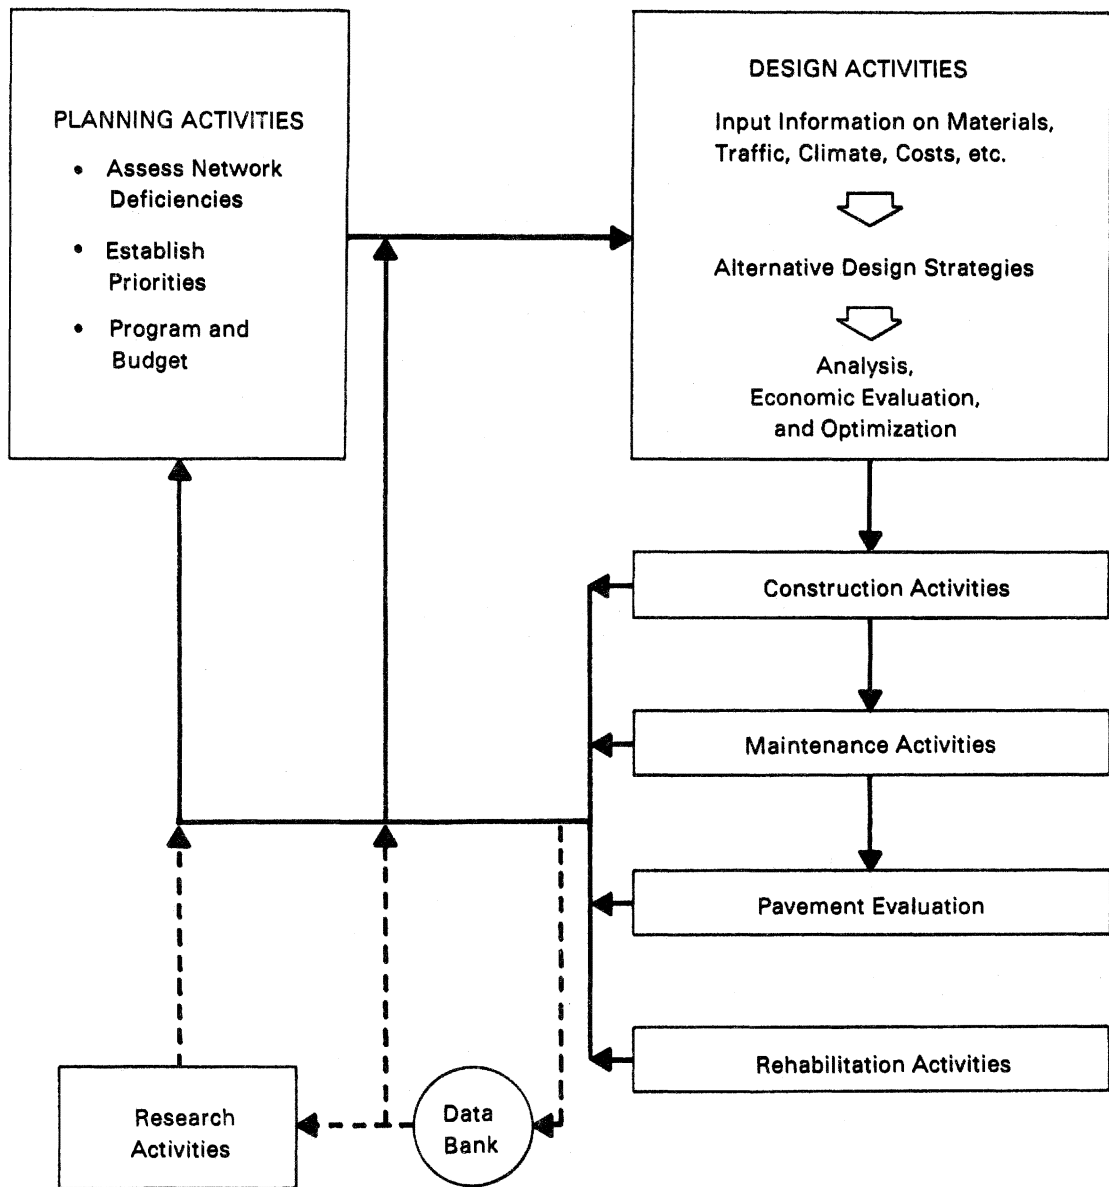 PLANNING ACTIVITIES
• Assess Network
Deficiencies
• Establish
Priorities
• Program and
Budget
DESIGN ACTIVITIES
Input Information on Materials,
Traffic, Climate, Costs, etc.
Alternative Design Strategies
Analysis,
Economic Evaluation,
and Optimization
Construction Activities
Maintenance Activities
Pavement Evaluation
Rehabilitation Activities
Research
Activities
Data
Bank